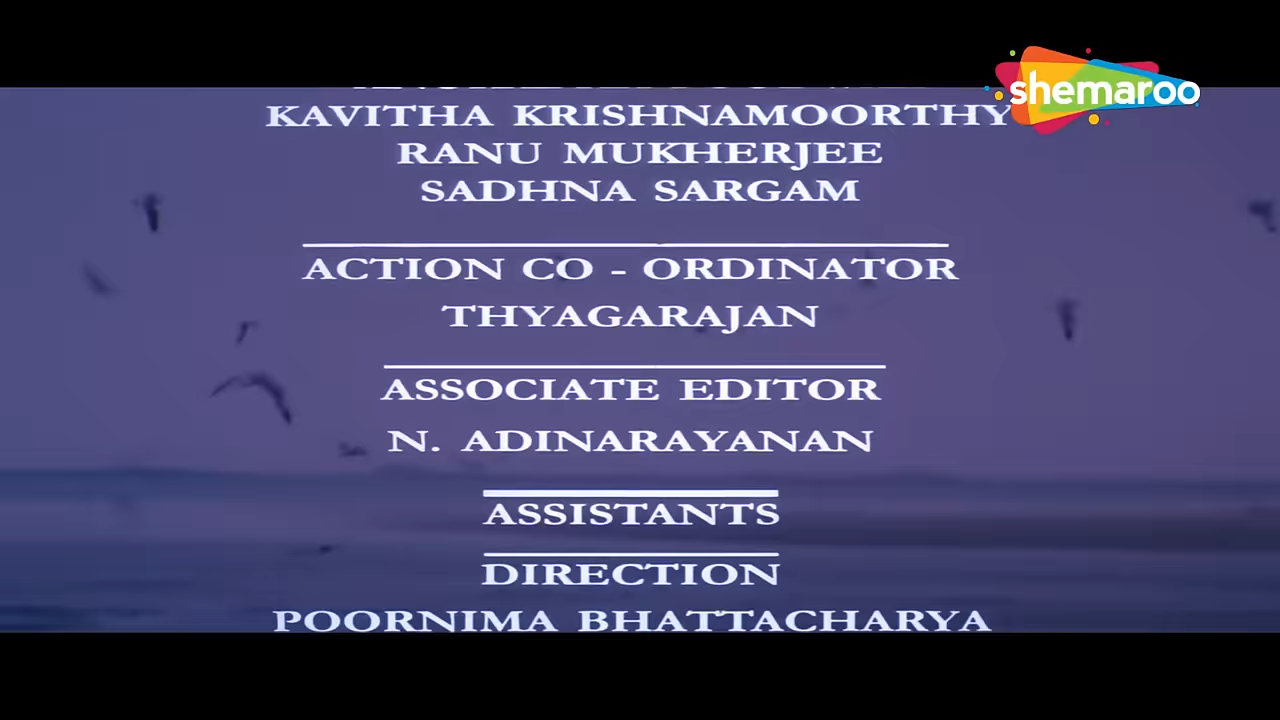 shemaroo
KAVITHA KRISHNAMOORTHY
RANU MUKHERJEE
SADHNA SARGAM
ACTION CO - ORDINATOR
THYAGARAJAN
ASSOCIATE EDITOR
N. ADINARAYANAN
ASSISTANTS
DIRECTION
POORNIMA BHATTACHARYA